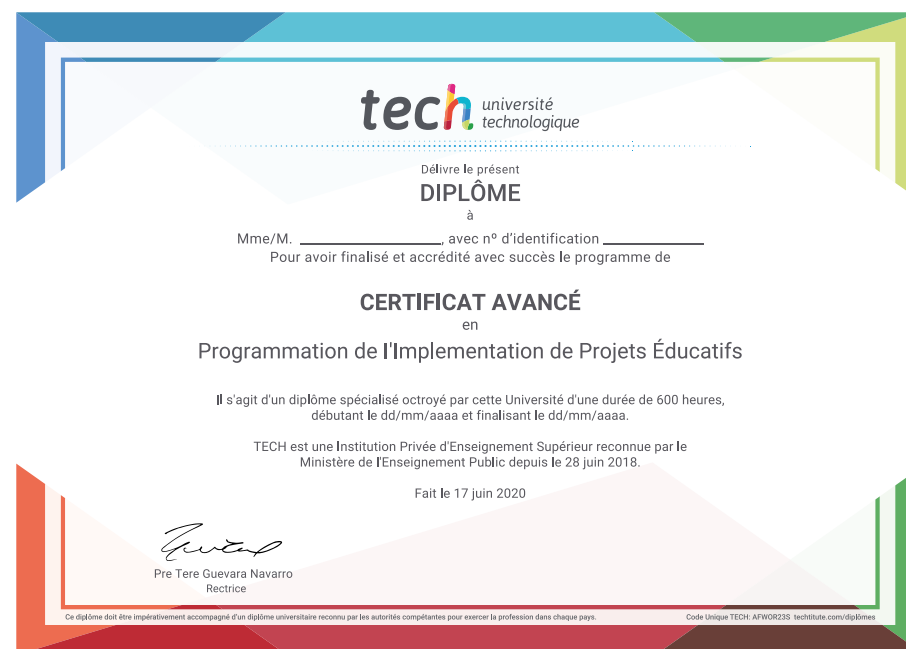 tech université
technologique
Délivre le présent
DIPLÔME
à
Mme/M. ____________________, avec nº d'identification ______________
Pour avoir finalisé et accrédité avec succès le programme de
CERTIFICAT AVANCÉ
en
Programmation de l'Implementation de Projets Éducatifs
Il s'agit d'un diplôme spécialisé octroyé par cette Université d'une durée de 600 heures,
débutant le dd/mm/aaaa et finalisant le dd/mm/aaaa.
TECH est une Institution Privée d'Enseignement Supérieur reconnue par le
Ministère de l'Enseignement Public depuis le 28 juin 2018.
Fait le 17 juin 2020
Pre Tere Guevara Navarro
Rectrice
Ce diplôme doit être impérativement accompagné d'un diplôme universitaire reconnu par les autorités compétantes pour exercer la profession dans chaque pays.
Code Unique TECH: AFWOR23S techtitute.com/diplômes